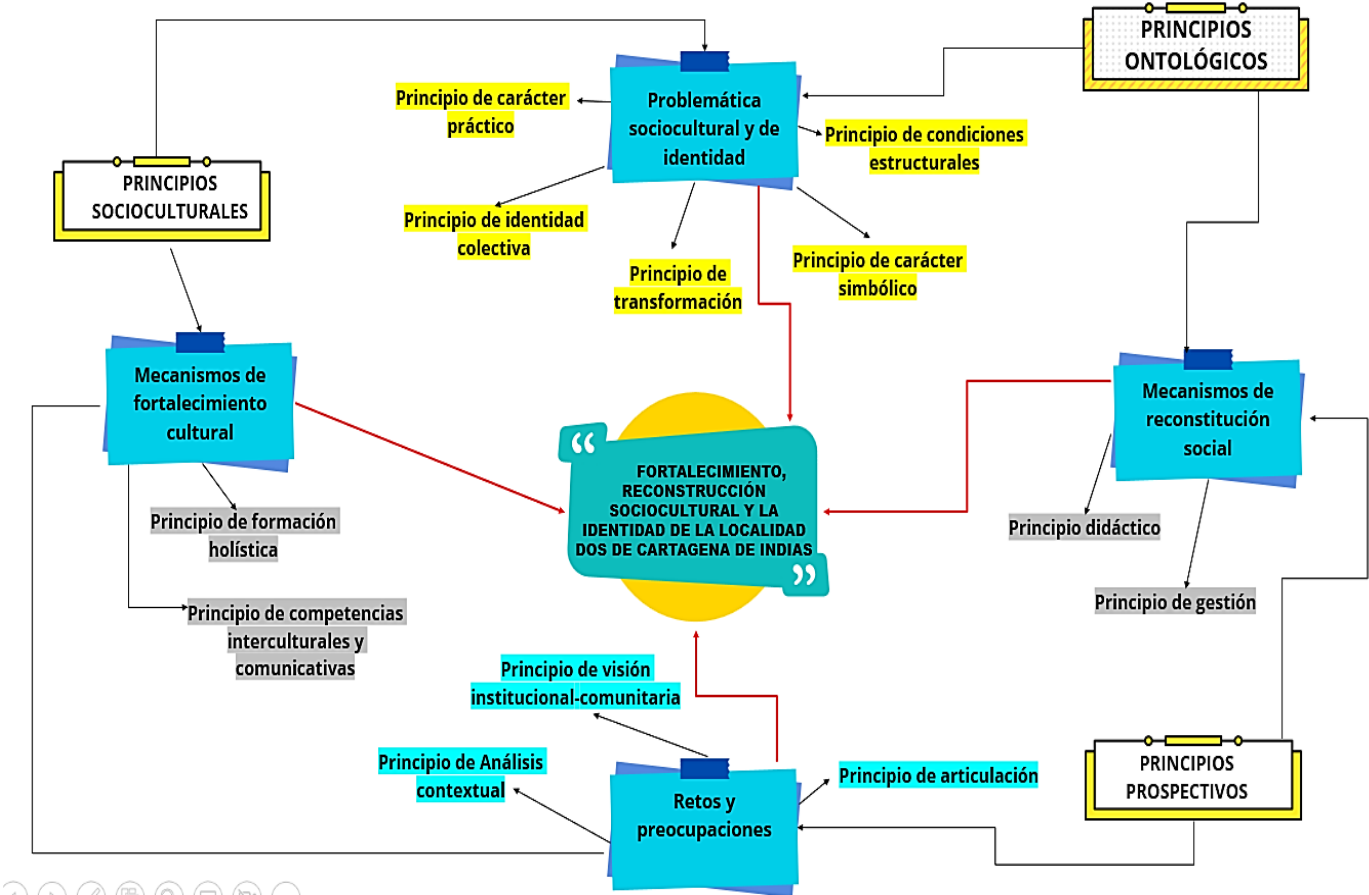 PRINCIPIOS
ONTOLÓGICOS
Problemática
sociocultural y de
identidad
Principio de carácter
práctico
Principio de condiciones
estructurales
PRINCIPIOS
SOCIOCULTURALES
Principio de identidad
colectiva
Principio de
transformación
Principio de carácter
simbólico
Mecanismos de
fortalecimiento
cultural
Mecanismos de
reconstitución
social
“
FORTALECIMIENTO,
RECONSTRUCCIÓN
SOCIOCULTURAL Y LA
IDENTIDAD DE LA LOCALIDAD
DOS DE CARTAGENA DE INDIAS
”
Principio de formación
holística
Principio didáctico
Principio de competencias
interculturales y
comunicativas
Principio de gestión
Principio de visión
institucional-comunitaria
Principio de Análisis
contextual
Principio de articulación
Retos y
preocupaciones
PRINCIPIOS
PROSPECTIVOS